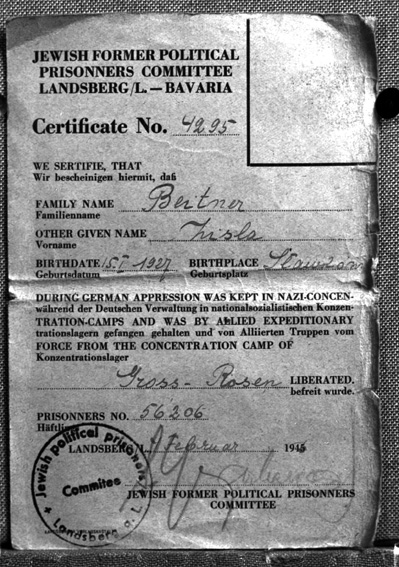 JEWISH FORMER POLITICAL
PRISONNERS COMMITTEE
LANDSBERG/L. — BAVARIA
Certificate No. 4295
WE SERTIFIE, THAT
Wir bescheinigen hiermit, daß
FAMILY NAME Beitner
Familienname
OTHER GIVEN NAME
Vorname
BIRTHDATE 15.I 1927 BIRTHPLACE
Geburtsdatum Geburtsplatz
DURING GERMAN APPRESSION WAS KEPT IN NAZI-CONCEN-
während der Deutschen Verwaltung in nationalsozialistischen Konzen-
TRATION-CAMPS AND WAS BY ALLIED EXPEDITIONARY
trationslagern gefangen gehalten und von Alliierten Truppen vom
FORCE FROM THE CONCENTRATION CAMP OF
Konzentrationslager
Gross-Rosen LIBERATED.
befreit wurde.
PRISONERS NO. 56206
Häftling
LANDSBERG Februar 1946
JEWISH FORMER POLITICAL PRISONNERS
COMMITTEE
Jewish political prisoners
Committee
Landsberg a. L.